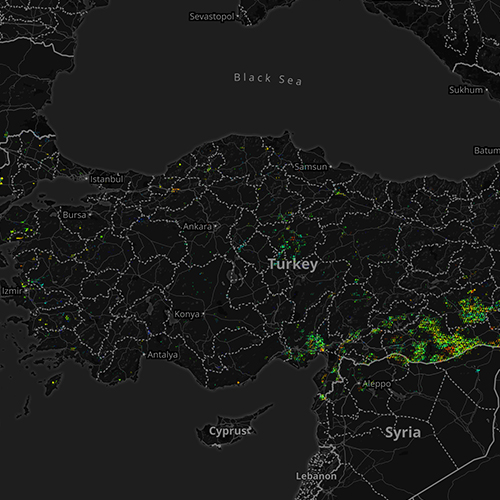 Sevastopol
Black Sea
Sukhum
Batum
Istanbul
Samsun
Bursa
Ankara
Turkey
Izmir
Konya
Antalya
Aleppo
Cyprus
Syria
Lebanon